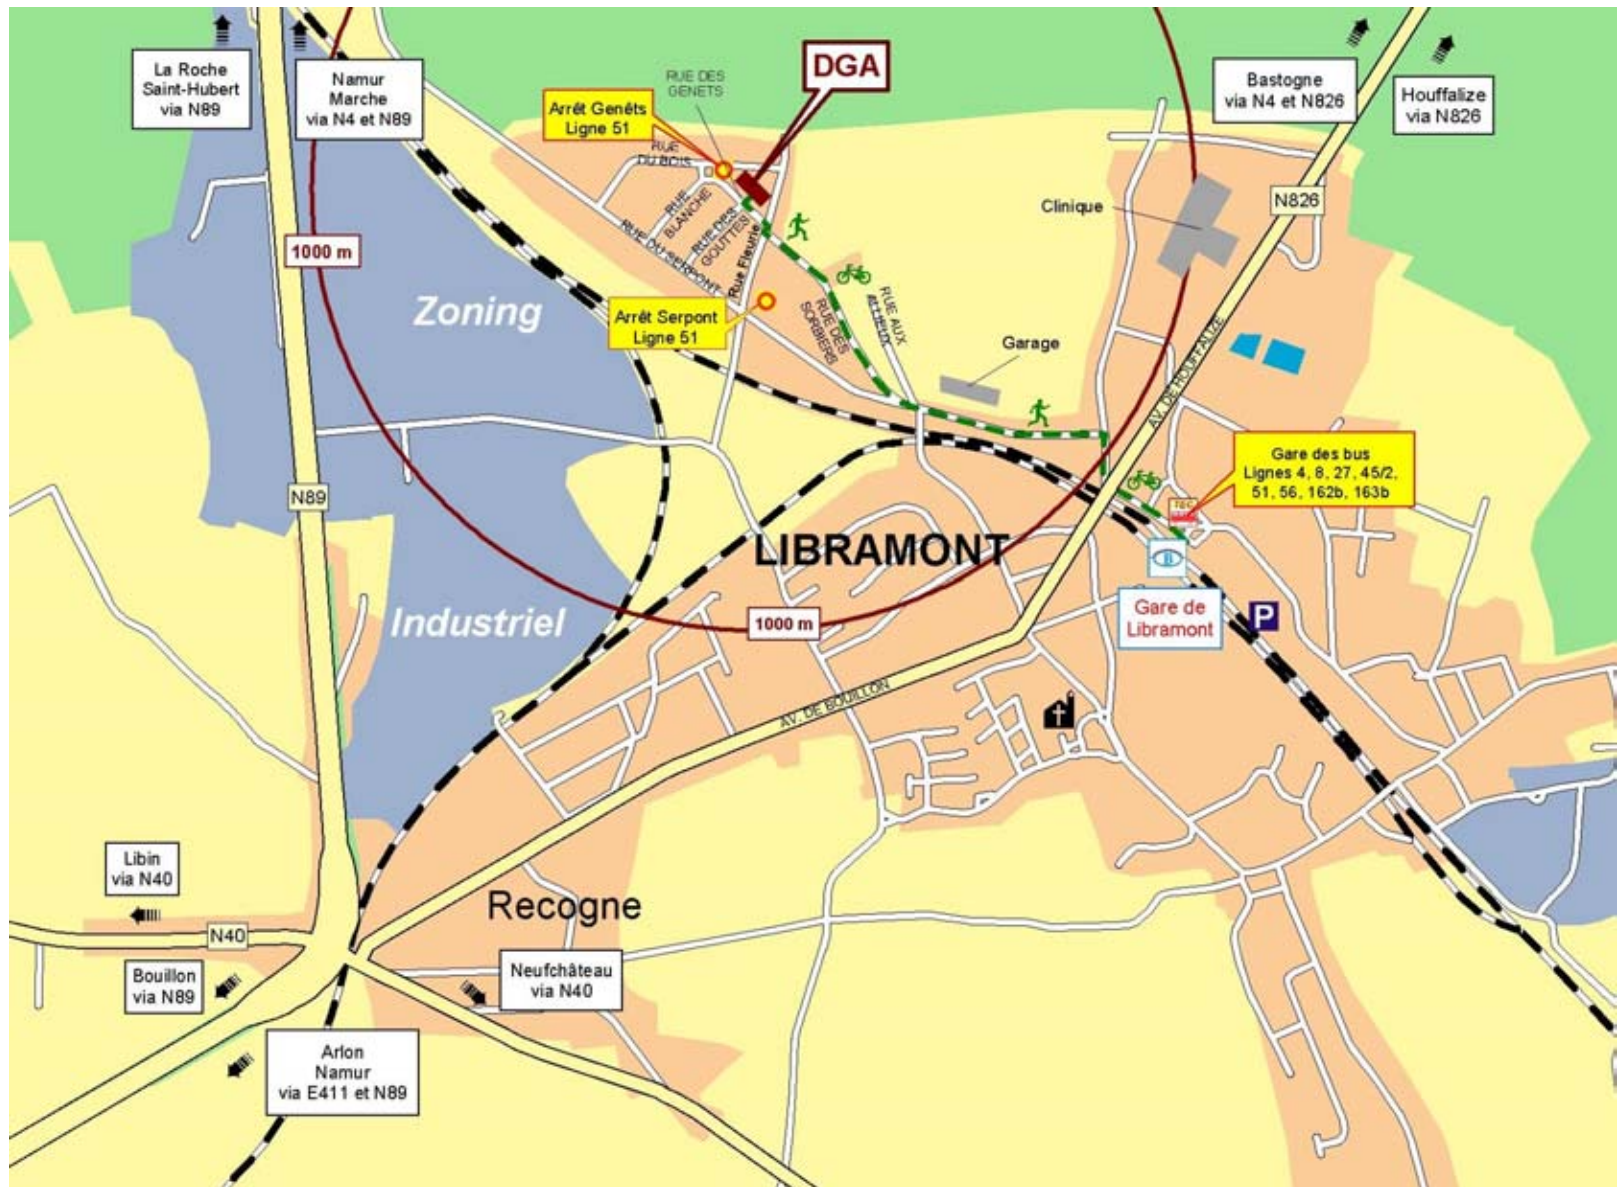 La Roche
Saint-Hubert
via N89
Namur
Marche
via N4 et N89
Arrêt Genêts
Ligne 51
RUE DES
GENETS
DGA
Bastogne
via N4 et N826
Houffalize
via N826
RUE
DU BOIS
RUE
BLANCHE
RUE DES
GOUTTES
RUE DU SERPONT
Rue Fleurie
Clinique
N826
1000 m
Zoning
Arrêt Serpont
Ligne 51
RUE DES
SORBIERS
RUE AUX
ALLIEUX
Garage
AV. DE HOUFFALIZE
Gare des bus
Lignes 4, 8, 27, 45/2,
51, 56, 162b, 163b
N89
TEC
LIBRAMONT
B
Industriel
1000 m
Gare de
Libramont
P
AV. DE BOUILLON
Libin
via N40
Recogne
N40
Bouillon
via N89
Neufchâteau
via N40
Arlon
Namur
via E411 et N89